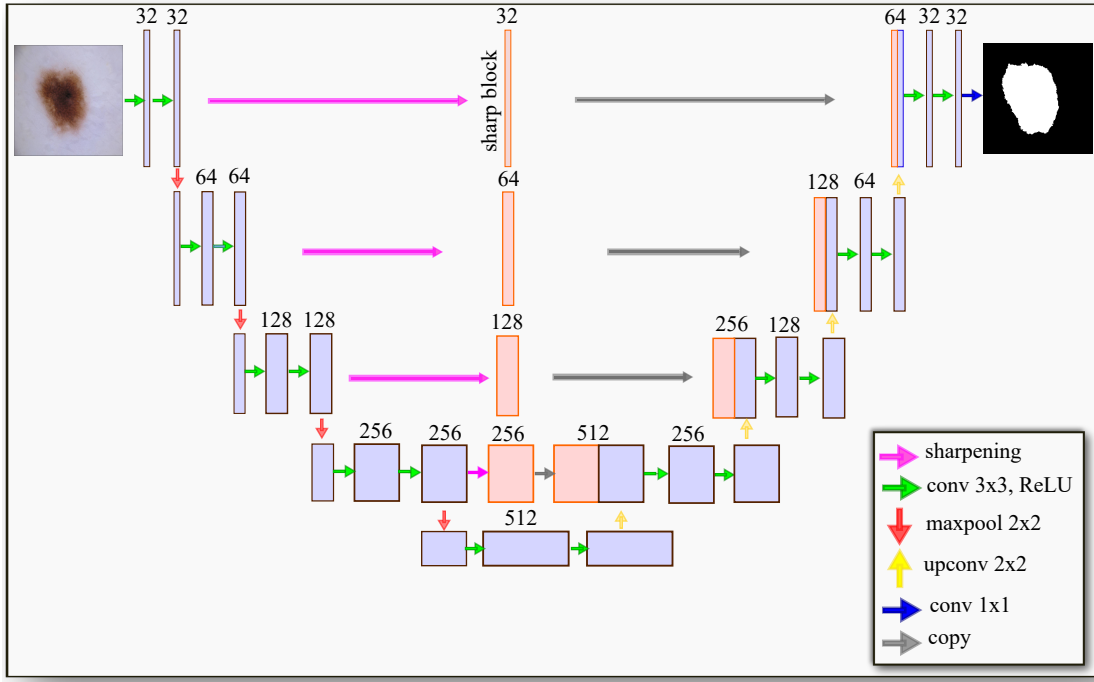 32 32 32 64 32 32
sharp block
64 64 64 128 64
128 128 128 256 128
256 256 256 512 256
512
sharpening
conv 3x3, ReLU
maxpool 2x2
upconv 2x2
conv 1x1
copy